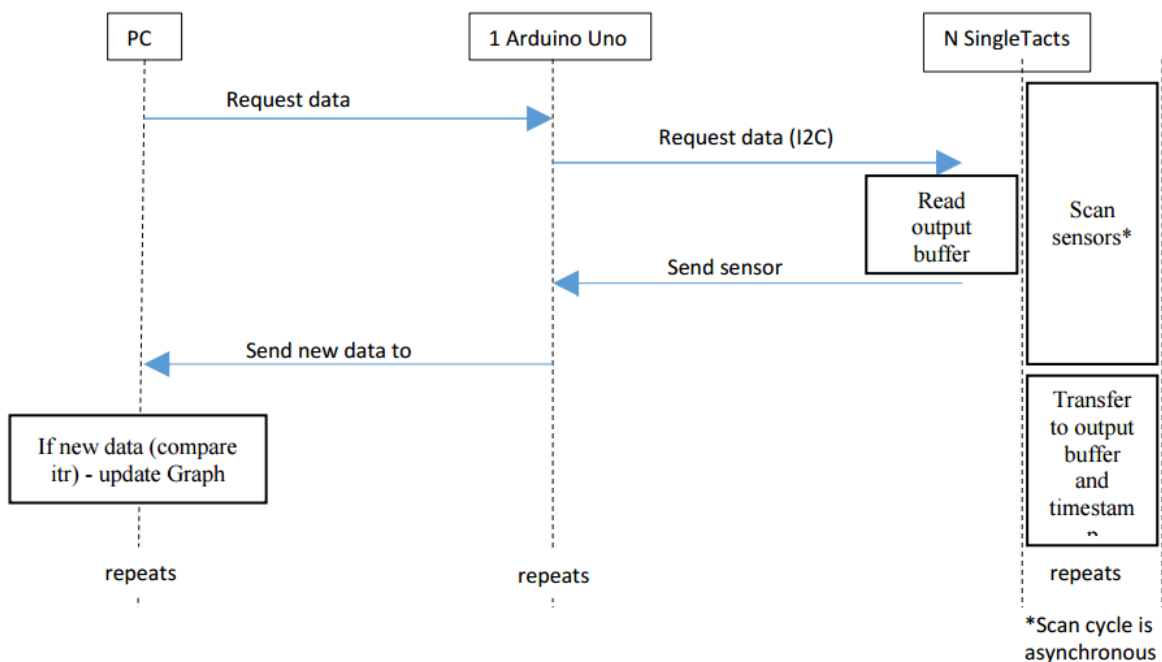 PC
1 Arduino Uno
N SingleTacts
Request data
Request data (I2C)
Read
output
buffer
Scan
sensors*
Send sensor
Send new data to
If new data (compare
itr) - update Graph
Transfer
to output
buffer
and
timestam
repeats
repeats
repeats
*Scan cycle is
asynchronous